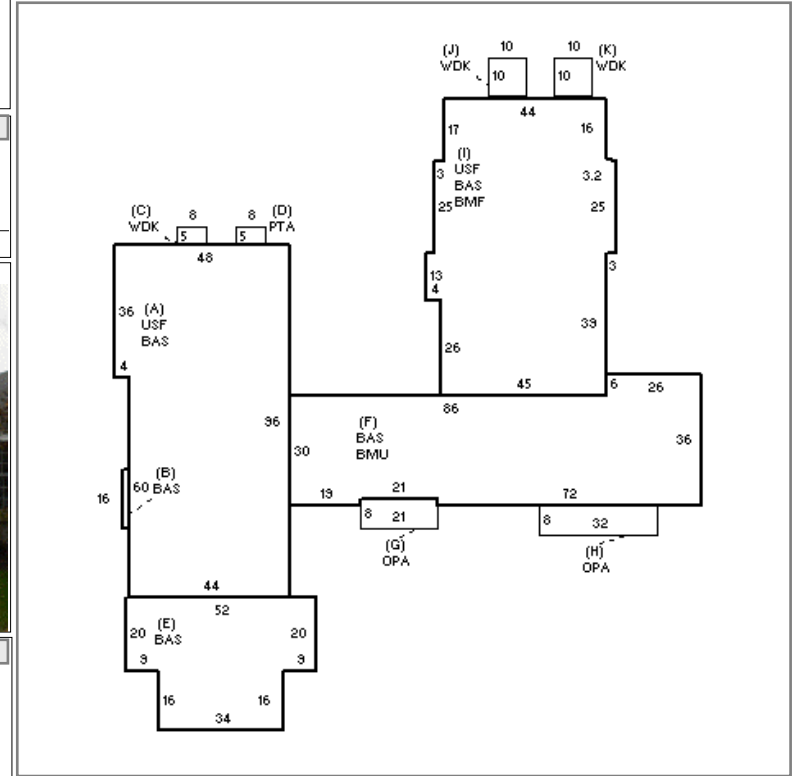 10 10
(J) (K)
WDK WDK
10 10
44
17 16
(I)
USF
BAS
BMF
3 3.2
25 25
8 8
(C) (D)
WDK PTA
5 5
48
13
4
3
36 (A)
USF
BAS
39
26
4
45 6 26
86
96 (F)
BAS
BMU
36
30
16 60 (B)
BAS
19 21 72
8 21 8 32
(G)
OPA
(H)
OPA
44
52
20 (E) 20
BAS
9 9
16 16
34